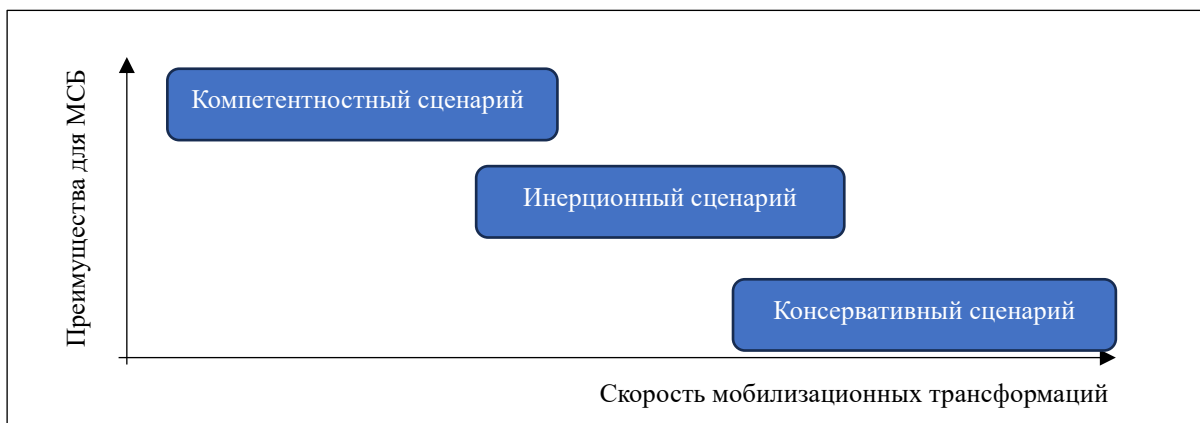 Преимущества для МСБ
Компетентностный сценарий
Инерционный сценарий
Консервативный сценарий
Скорость мобилизационных трансформаций